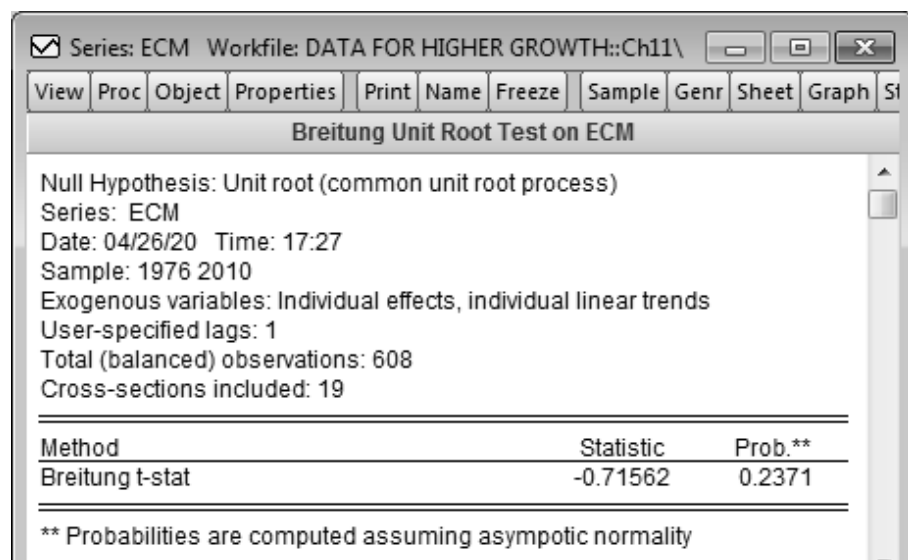 Series: ECM Workfile: DATA FOR HIGHER GROWTH::Ch11\
View Proc Object Properties Print Name Freeze Sample Genr Sheet Graph St
Breitung Unit Root Test on ECM
Null Hypothesis: Unit root (common unit root process)
Series: ECM
Date: 04/26/20 Time: 17:27
Sample: 1976 2010
Exogenous variables: Individual effects, individual linear trends
User-specified lags: 1
Total (balanced) observations: 608
Cross-sections included: 19
Method Statistic Prob.**
Breitung t-stat -0.71562 0.2371
** Probabilities are computed assuming asympotic normality